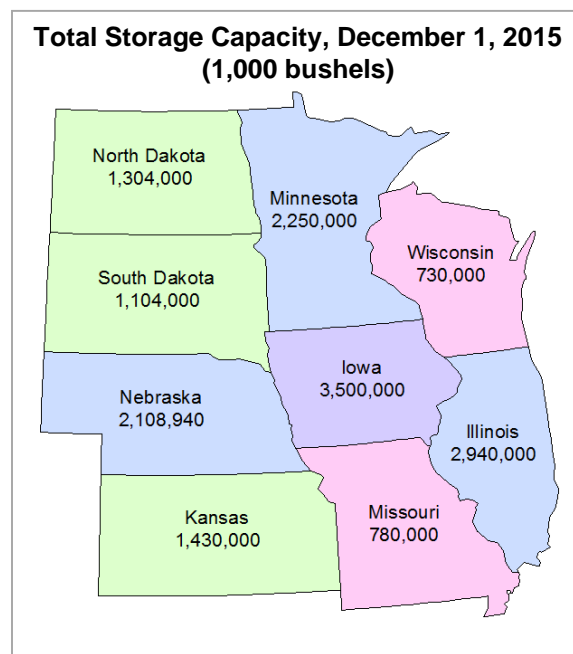 Total Storage Capacity, December 1, 2015
(1,000 bushels)
North Dakota
1,304,000
Minnesota
2,250,000
Wisconsin
730,000
South Dakota
1,104,000
Iowa
3,500,000
Nebraska
2,108,940
Illinois
2,940,000
Kansas
1,430,000
Missouri
780,000